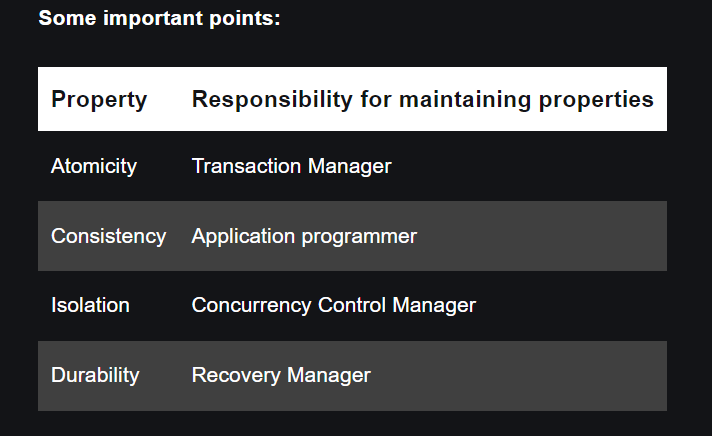 Some important points:
Property Responsibility for maintaining properties
Atomicity Transaction Manager
Consistency Application programmer
Isolation Concurrency Control Manager
Durability Recovery Manager